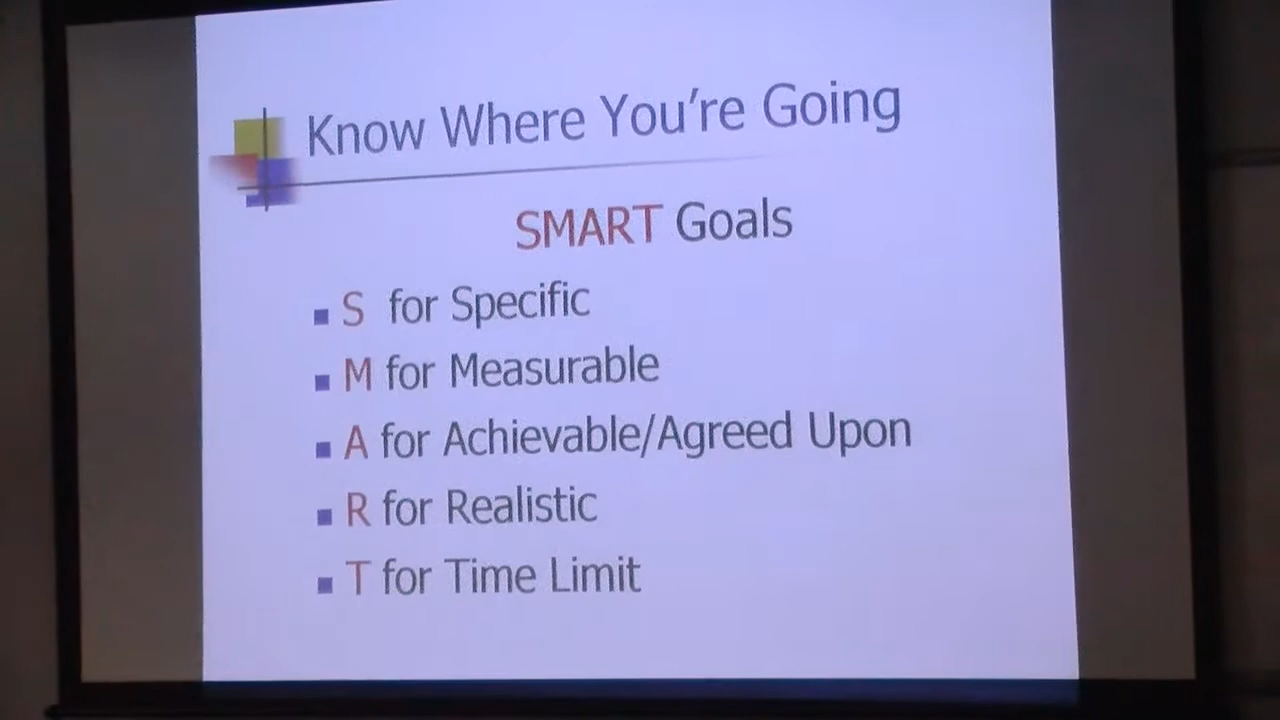 Know Where You're Going
SMART Goals
S for Specific
M for Measurable
A for Achievable/Agreed Upon
R for Realistic
T for Time Limit